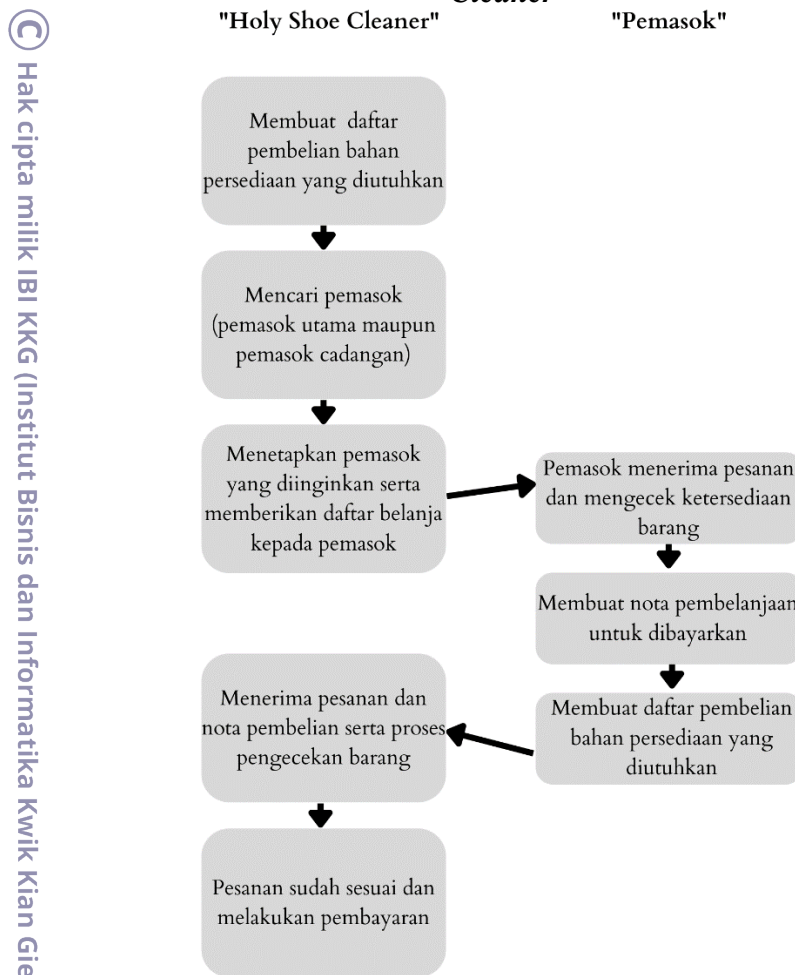 Cleaner
"Holy Shoe Cleaner"
"Pemasok"
Membuat daftar
pembelian bahan
persediaan yang diutuhkan
Mencari pemasok
(pemasok utama maupun
pemasok cadangan)
Menetapkan pemasok
yang diinginkan serta
memberikan daftar belanja
kepada pemasok
Pemasok menerima pesanan
dan mengecek ketersediaan
barang
Membuat nota pembelanjaan
untuk dibayarkan
Membuat daftar pembelian
bahan persediaan yang
diutuhkan
Menerima pesanan dan
nota pembelian serta proses
pengecekan barang
Pesanan sudah sesuai dan
melakukan pembayaran
© Hak cipta milik IBI KKG (Institut Bisnis dan Informatika Kwik Kian Gie